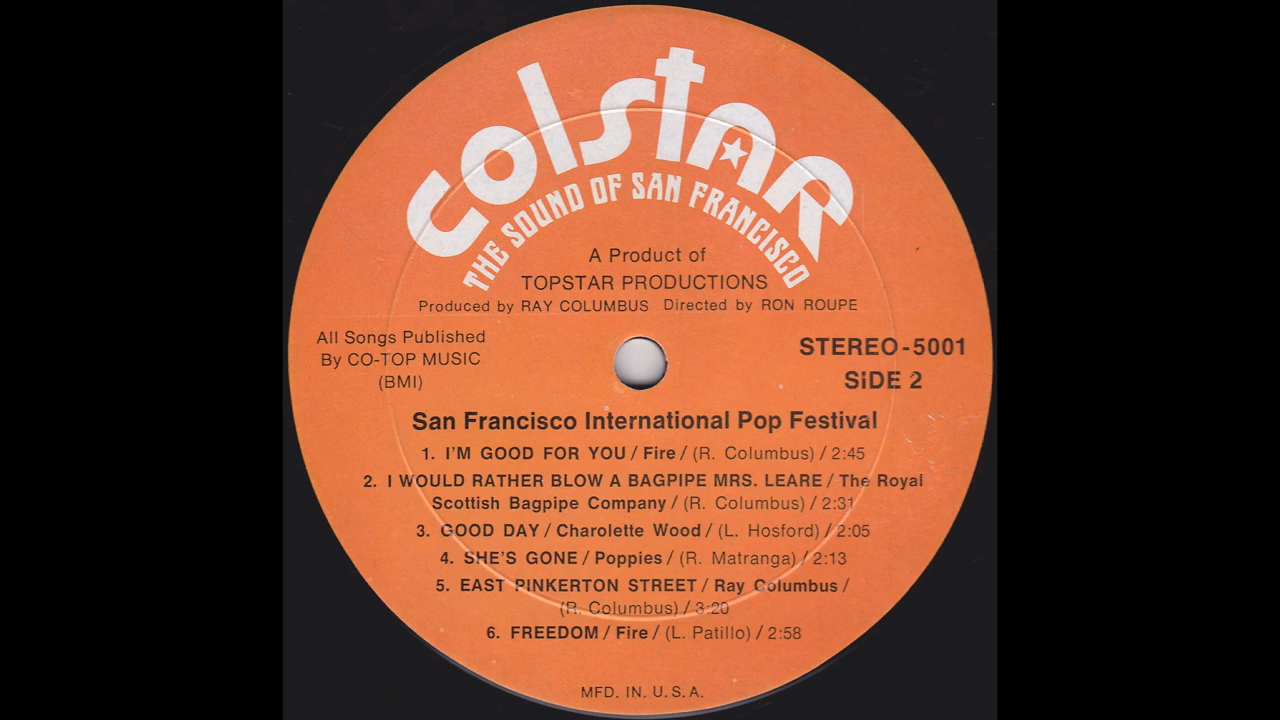 colstAR
THE SOUND OF SAN FRANCISCO
A Product of
TOPSTAR PRODUCTIONS
Produced by RAY COLUMBUS Directed by RON ROUPE
All Songs Published
By CO-TOP MUSIC
(BMI)
STEREO-5001
SiDE 2
San Francisco International Pop Festival
1. I'M GOOD FOR YOU / Fire / (R. Columbus) / 2:45
2. I WOULD RATHER BLOW A BAGPIPE MRS. LEARE / The Royal
Scottish Bagpipe Company / (R. Columbus) / 2:31
3. GOOD DAY / Charolette Wood / (L. Hosford) / 2:05
4. SHE'S GONE / Poppies / (R. Matranga) / 2:13
5. EAST PINKERTON STREET / Ray Columbus /
(R. Columbus) / 3:20
6. FREEDOM / Fire / (L. Patillo) / 2:58
MFD. IN. U.S.A.